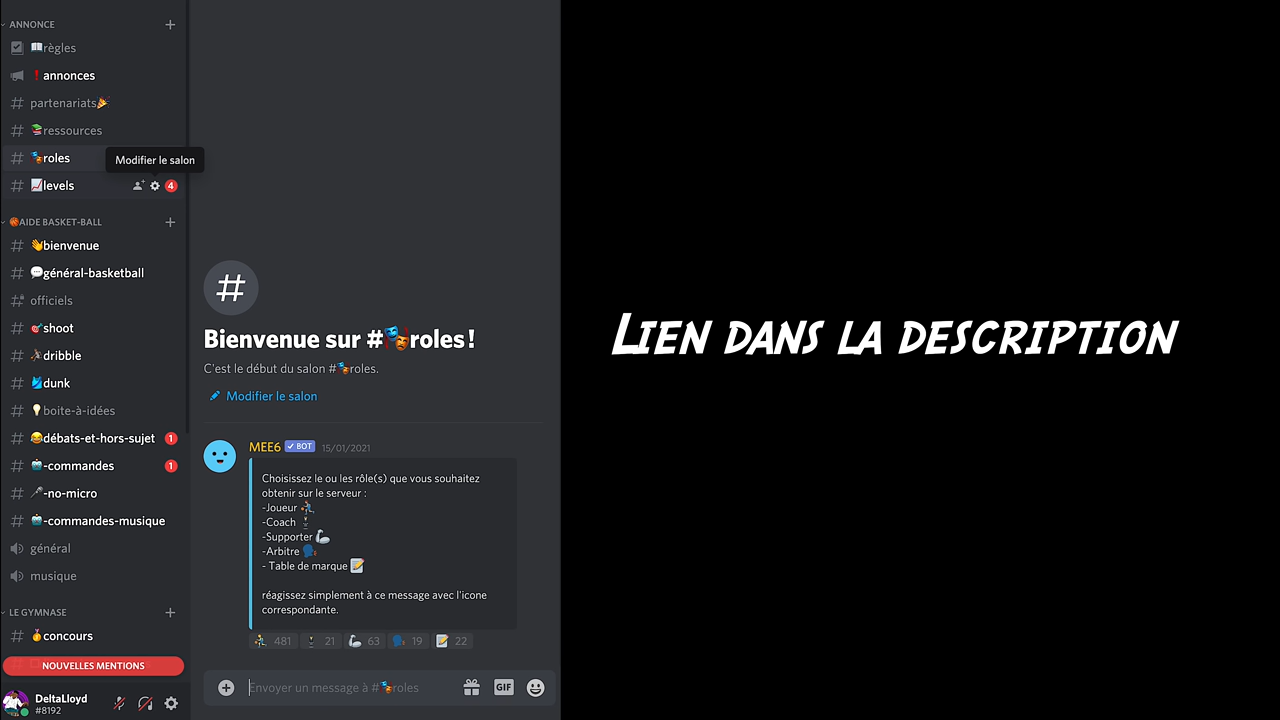 ANNONCE
règles
annonces
partenariats
ressources
roles
Modifier le salon
levels
4
AIDE BASKET-BALL
bienvenue
général-basketball
officiels
shoot
dribble
dunk
boite-à-idées
débats-et-hors-sujet
1
-commandes
1
-no-micro
-commandes-musique
général
musique
LE GYMNASE
concours
NOUVELLES MENTIONS
DeltaLloyd
#8192
Bienvenue sur #roles !
C'est le début du salon #roles.
Modifier le salon
MEE6 BOT 15/01/2021
Choisissez le ou les rôle(s) que vous souhaitez
obtenir sur le serveur :
-Joueur
-Coach
-Supporter
-Arbitre
- Table de marque
réagissez simplement à ce message avec l'icone
correspondante.
481 21 63 19 22
Envoyer un message à #roles
GIF
LIEN DANS LA DESCRIPTION